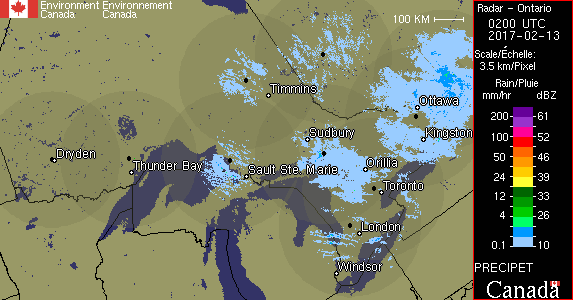 Environment Environnement
Canada Canada
100 KM
Radar - Ontario
0200 UTC
2017-02-13
Scale/Échelle:
3.5 km/Pixel
Rain/Pluie
mm/hr dBZ
200 61
100 52
50 46
24 39
12 33
4 26
0.1 10
Timmins
Ottawa
Sudbury
Kingston
Dryden
Thunder Bay
Sault Ste. Marie
Orillia
Toronto
London
Windsor
PRECIPET
Canada